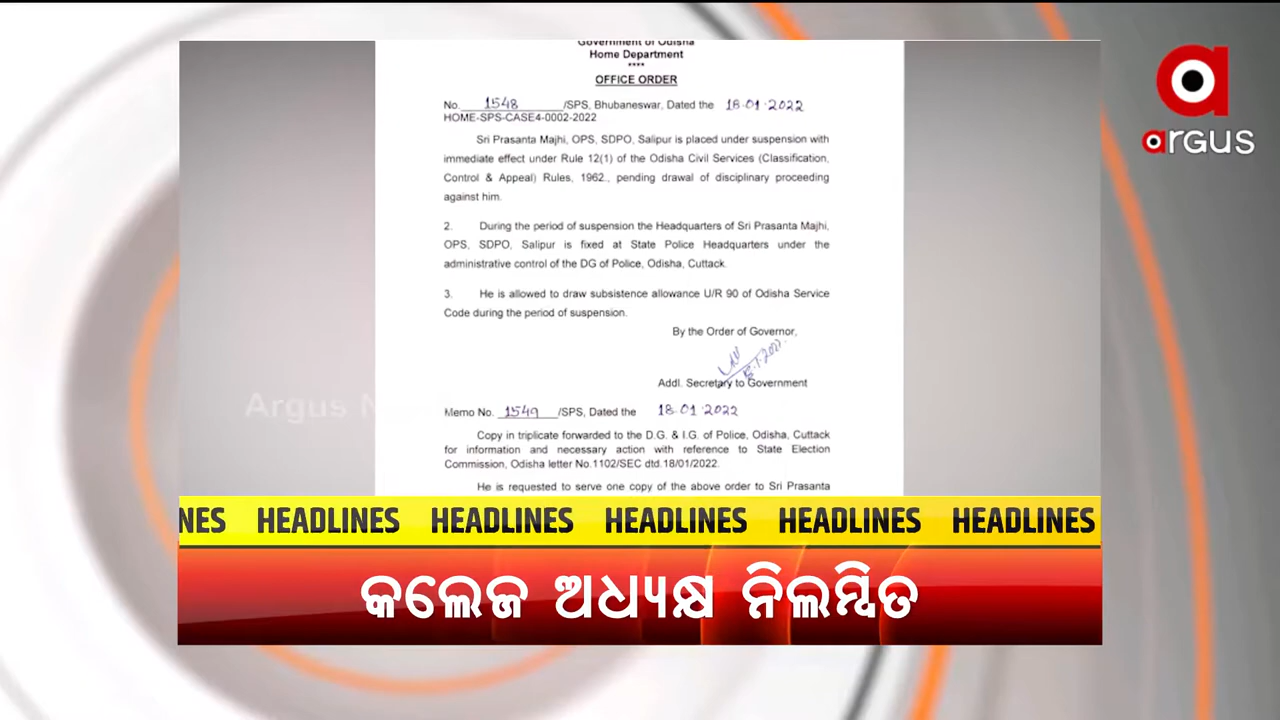 Government of Odisha
Home Department
****
OFFICE ORDER
No. 1548 /SPS, Bhubaneswar, Dated the 18.01.2022
HOME-SPS-CASE4-0002-2022
Sri Prasanta Majhi, OPS, SDPO, Salipur is placed under suspension with
immediate effect under Rule 12(1) of the Odisha Civil Services (Classification,
Control & Appeal) Rules, 1962., pending drawal of disciplinary proceeding
against him.
2. During the period of suspension the Headquarters of Sri Prasanta Majhi,
OPS, SDPO, Salipur is fixed at State Police Headquarters under the
administrative control of the DG of Police, Odisha, Cuttack.
3. He is allowed to draw subsistence allowance U/R 90 of Odisha Service
Code during the period of suspension.
By the Order of Governor,
Addl. Secretary to Government
Memo No. 1549 /SPS, Dated the 18.01.2022
Copy in triplicate forwarded to the D.G. & I.G. of Police, Odisha, Cuttack
for information and necessary action with reference to State Election
Commission, Odisha letter No.1102/SEC dtd.18/01/2022.
He is requested to serve one copy of the above order to Sri Prasanta
argus
Argus
NES HEADLINES HEADLINES HEADLINES HEADLINES HEADLINES
କଲେଜ ଅଧ୍ୟକ୍ଷ ନିଲମ୍ବିତ